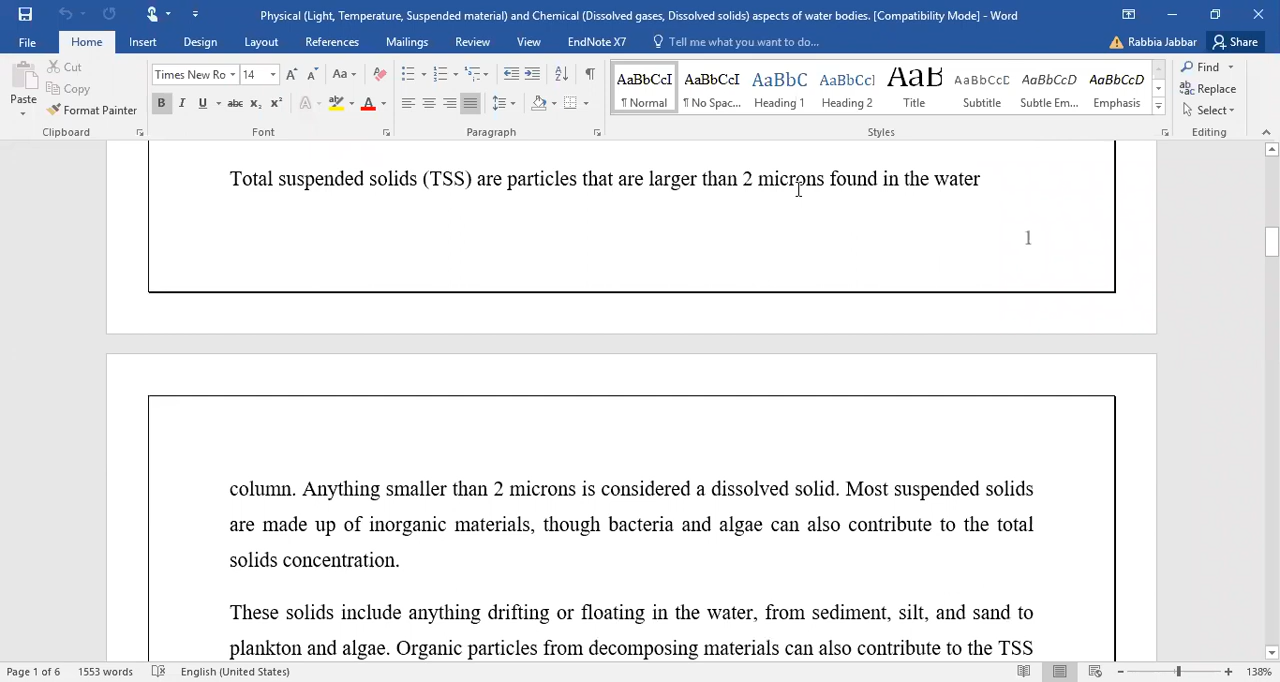 Physical (Light, Temperature, Suspended material) and Chemical (Dissolved gases, Dissolved solids) aspects of water bodies. [Compatibility Mode] - Word
File Home Insert Design Layout References Mailings Review View EndNote X7 Tell me what you want to do... Rabbia Jabbar Share
Paste
Cut
Copy
Format Painter
Clipboard
Times New Ro 14 Aa
B I U abc x₂ x² A ab A
Font
Paragraph
AaBbCcI AaBbCcI AaBbC AaBbCcI AaB AaBbCcD AaBbCcD AaBbCcD
¶ Normal ¶ No Spac... Heading 1 Heading 2 Title Subtitle Subtle Em... Emphasis
Styles
Find
Replace
Select
Editing
Total suspended solids (TSS) are particles that are larger than 2 microns found in the water
1
column. Anything smaller than 2 microns is considered a dissolved solid. Most suspended solids
are made up of inorganic materials, though bacteria and algae can also contribute to the total
solids concentration.
These solids include anything drifting or floating in the water, from sediment, silt, and sand to
plankton and algae. Organic particles from decomposing materials can also contribute to the TSS
Page 1 of 6 1553 words English (United States) 138%